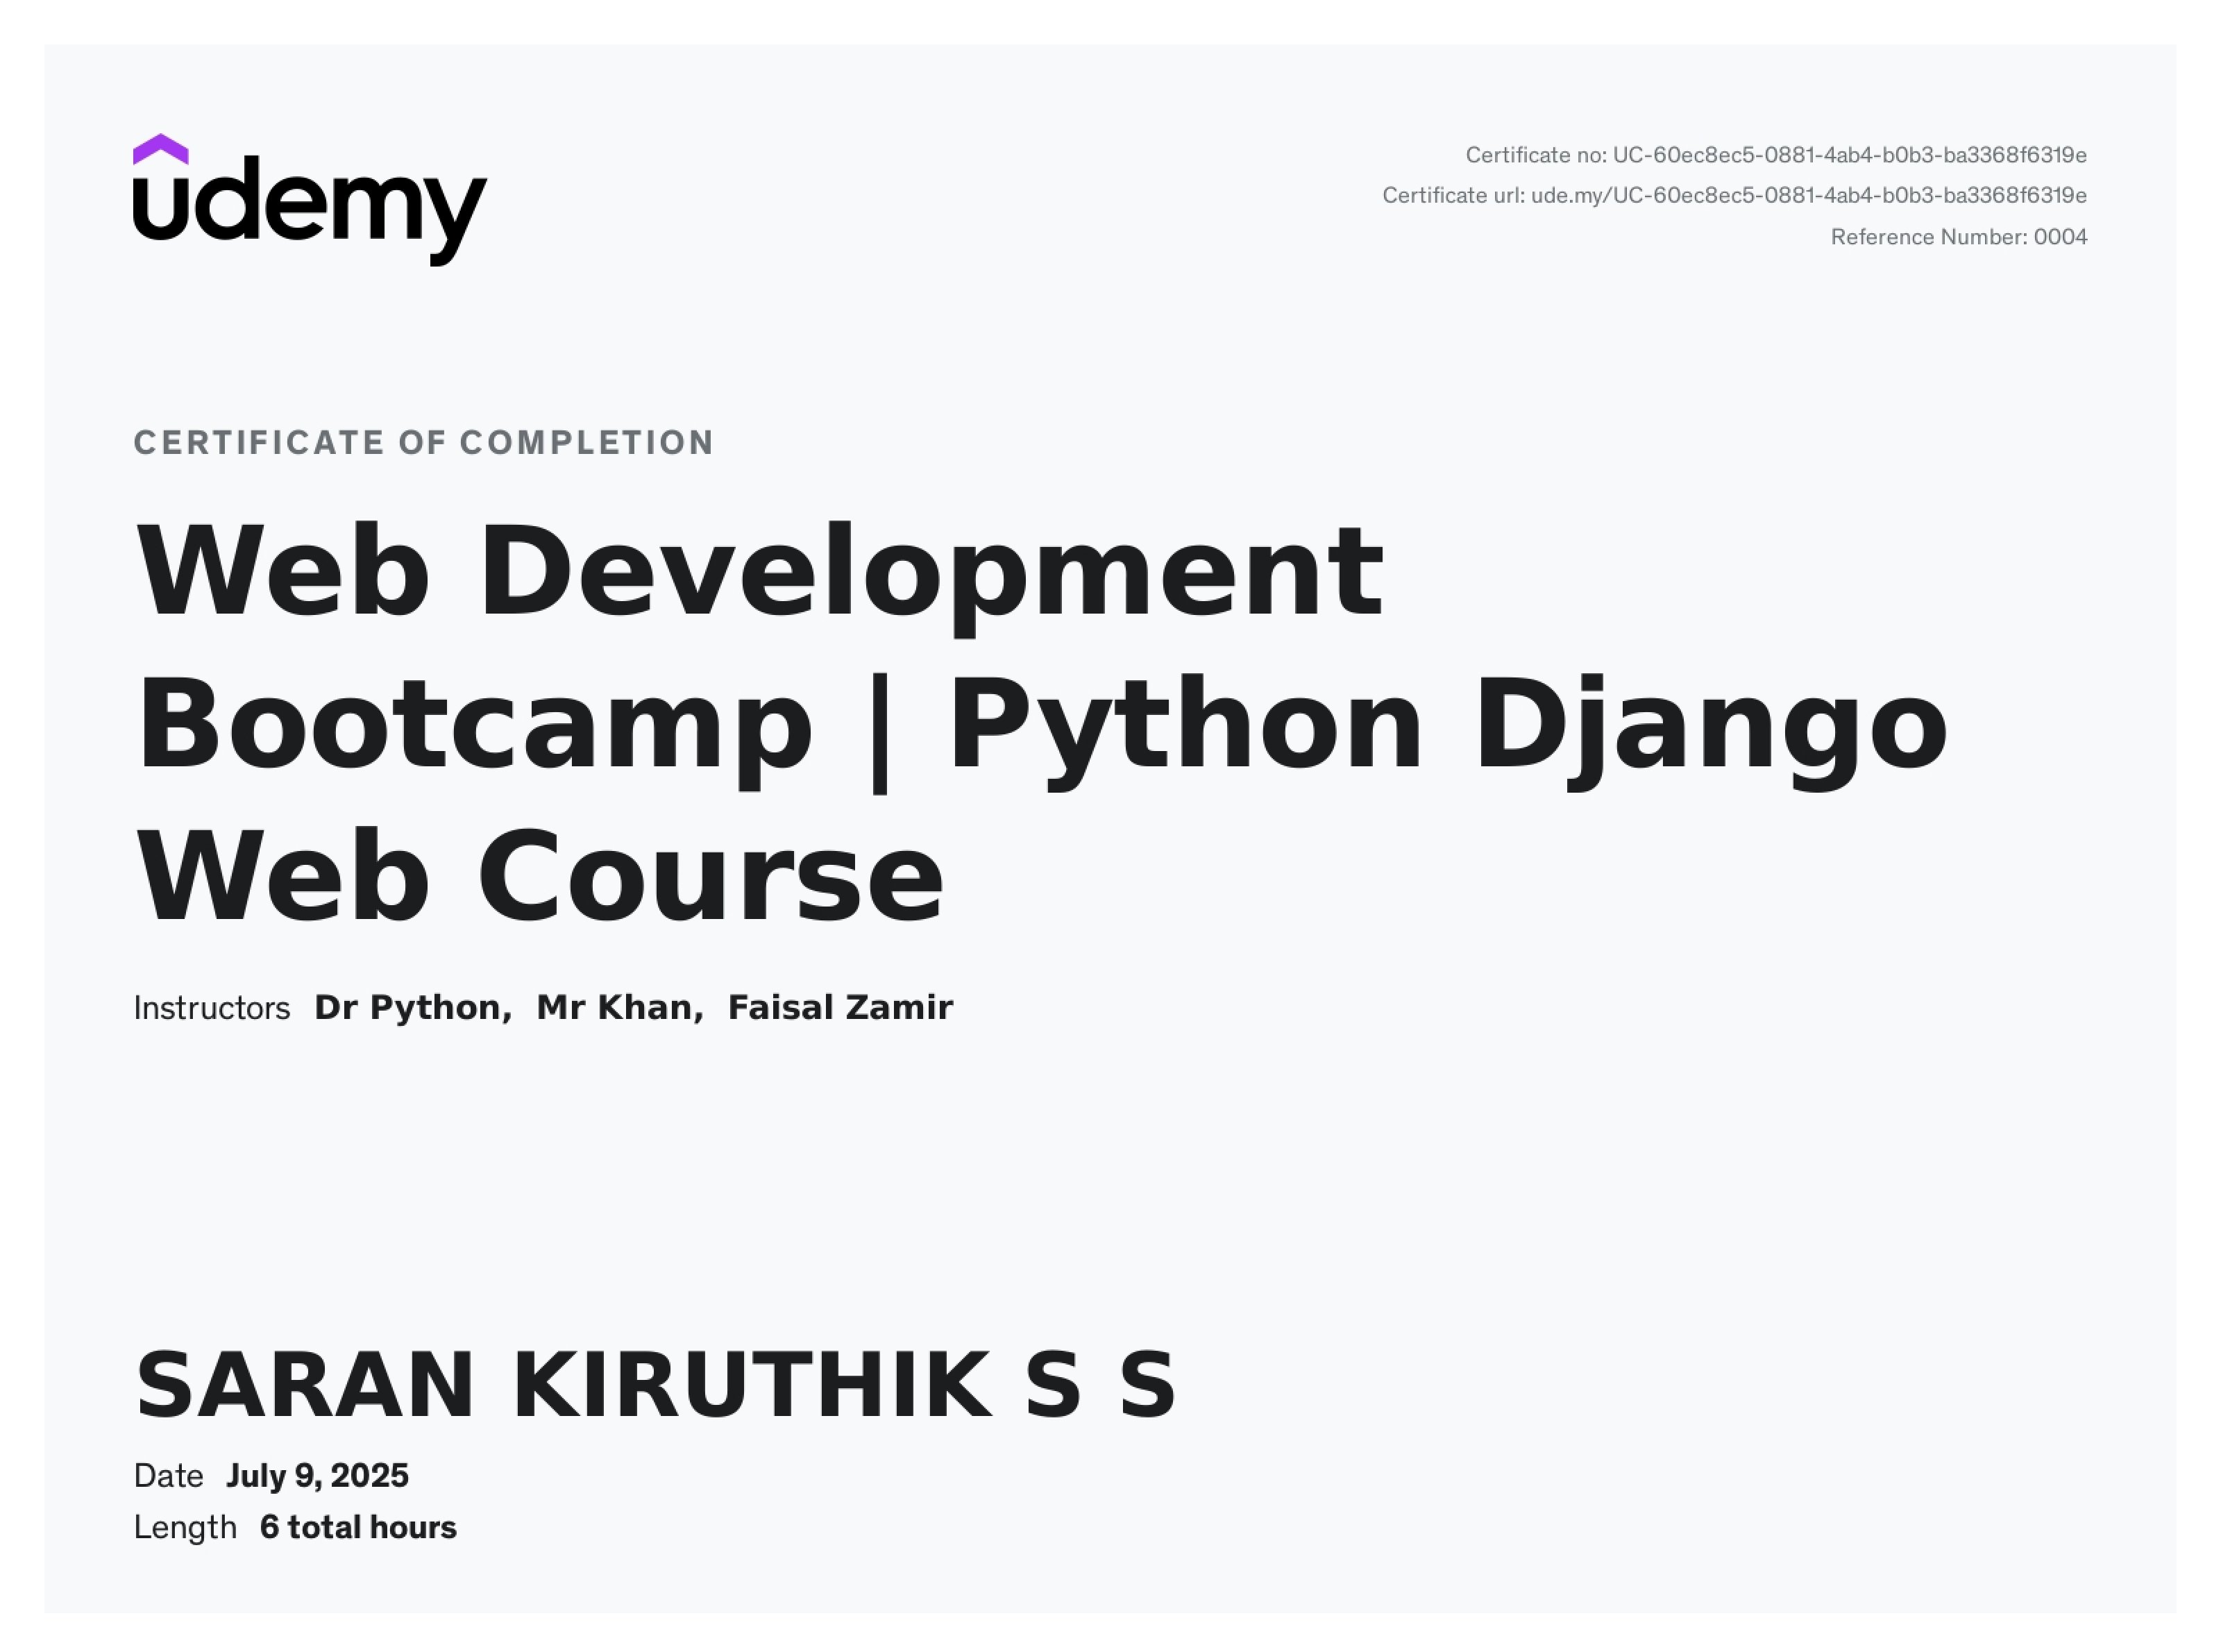 udemy
Certificate no: UC-60ec8ec5-0881-4ab4-b0b3-ba3368f6319e
Certificate url: ude.my/UC-60ec8ec5-0881-4ab4-b0b3-ba3368f6319e
Reference Number: 0004
CERTIFICATE OF COMPLETION
Web Development
Bootcamp | Python Django
Web Course
Instructors Dr Python, Mr Khan, Faisal Zamir
SARAN KIRUTHIK S S
Date July 9, 2025
Length 6 total hours